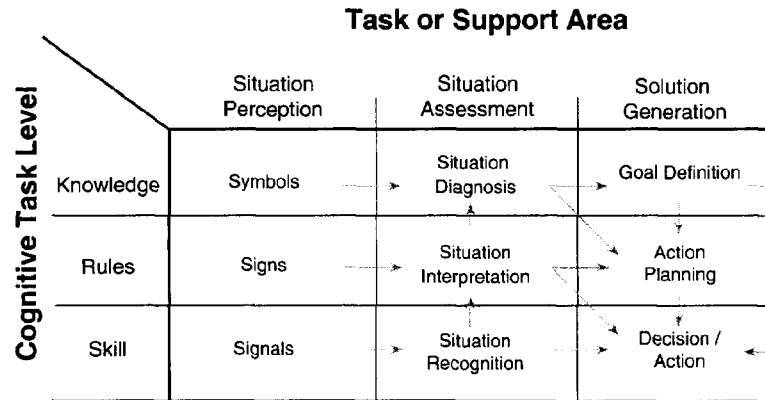 Task or Support Area
Cognitive Task Level
Situation
Perception
Situation
Assessment
Solution
Generation
Knowledge
Symbols
Situation
Diagnosis
Goal Definition
Rules
Signs
Situation
Interpretation
Action
Planning
Skill
Signals
Situation
Recognition
Decision /
Action